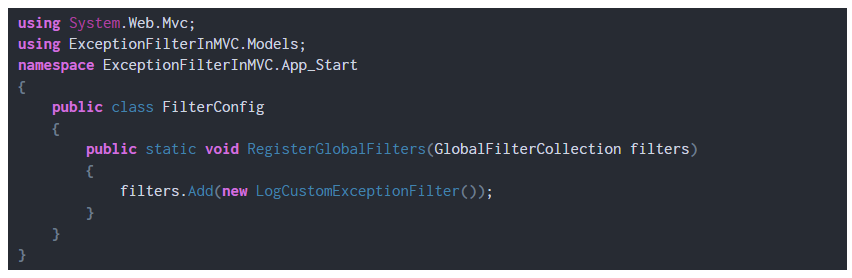 using System.Web.Mvc;
using ExceptionFilterInMVC.Models;
namespace ExceptionFilterInMVC.App_Start
{
    public class FilterConfig
    {
        public static void RegisterGlobalFilters(GlobalFilterCollection filters)
        {
            filters.Add(new LogCustomExceptionFilter());
        }
    }
}